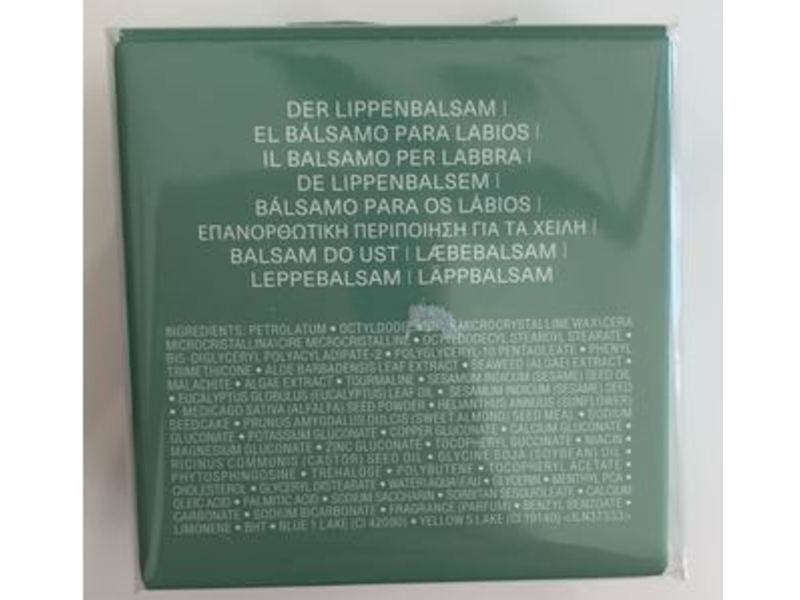 DER LIPPENBALSAM |
EL BÁLSAMO PARA LABIOS |
IL BALSAMO PER LABBRA |
DE LIPPENBALSEM |
BÁLSAMO PARA OS LÁBIOS |
ΕΠΑΝΟΡΘΩΤΙΚΗ ΠΕΡΙΠΟΙΗΣΗ ΓΙΑ ΤΑ ΧΕΙΛΗ |
BALSAM DO UST | LÆBEBALSAM |
LEPPEBALSAM | LÄPPBALSAM
INGREDIENTS: PETROLATUM • MICROCRYSTALLINE WAX\CERA
MICROCRISTALLINA\CIRE MICROCRISTALLINE • OCTYLDODECYL STEAROYL STEARATE •
BIS-DIGLYCERYL POLYACYLADIPATE-2 • POLYGLYCERYL-10 PENTAOLEATE • PHENYL
TRIMETHICONE • ALOE BARBADENSIS LEAF EXTRACT • SEAWEED (ALGAE) EXTRACT •
MALACHITE • ALGAE EXTRACT • TOURMALINE • SESAMUM INDICUM (SESAME) SEED OIL
• EUCALYPTUS GLOBULUS (EUCALYPTUS) LEAF OIL • SESAMUM INDICUM (SESAME) SEED
• MEDICAGO SATIVA (ALFALFA) SEED POWDER • HELIANTHUS ANNUUS (SUNFLOWER)
SEEDCAKE • PRUNUS AMYGDALUS DULCIS (SWEET ALMOND) SEED MEAL • SODIUM
GLUCONATE • POTASSIUM GLUCONATE • COPPER GLUCONATE • CALCIUM GLUCONATE
MAGNESIUM GLUCONATE • ZINC GLUCONATE • TOCOPHERYL SUCCINATE • NIACIN •
RICINUS COMMUNIS (CASTOR) SEED OIL • GLYCINE SOJA (SOYBEAN) OIL •
PHYTOSPHINGOSINE • TREHALOSE • POLYBUTENE • TOCOPHERYL ACETATE •
CHOLESTEROL • GLYCERYL DISTEARATE • WATER\AQUA\EAU • GLYCERIN • MENTHYL PCA •
OLEIC ACID • PALMITIC ACID • SODIUM SACCHARIN • SORBITAN SESQUIOLEATE • CALCIUM
CARBONATE • SODIUM BICARBONATE • FRAGRANCE (PARFUM) • BENZYL BENZOATE •
LIMONENE • BHT • BLUE 1 LAKE (CI 42090) • YELLOW 5 LAKE (CI 19140) <ILN37553>